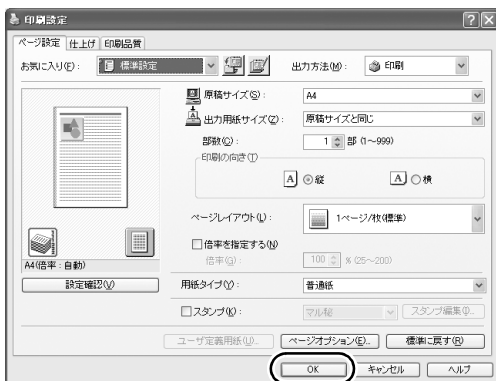 印刷設定
ページ設定 仕上げ 印刷品質
お気に入り(F): 標準設定 出力方法(M): 印刷
原稿サイズ(S): A4
出力用紙サイズ(Z): 原稿サイズと同じ
部数(C): 1 部 (1~999)
印刷の向き(T)
A 縦 A 横
ページレイアウト(L): 1ページ/枚(標準)
倍率を指定する(N)
A4(倍率:自動) 倍率(G): 100 % (25~200)
設定確認(V) 用紙タイプ(Y): 普通紙
スタンプ(K): マル秘 スタンプ編集(D)...
ユーザ定義用紙(U)... ページオプション(E)... 標準に戻す(R)
OK キャンセル ヘルプ